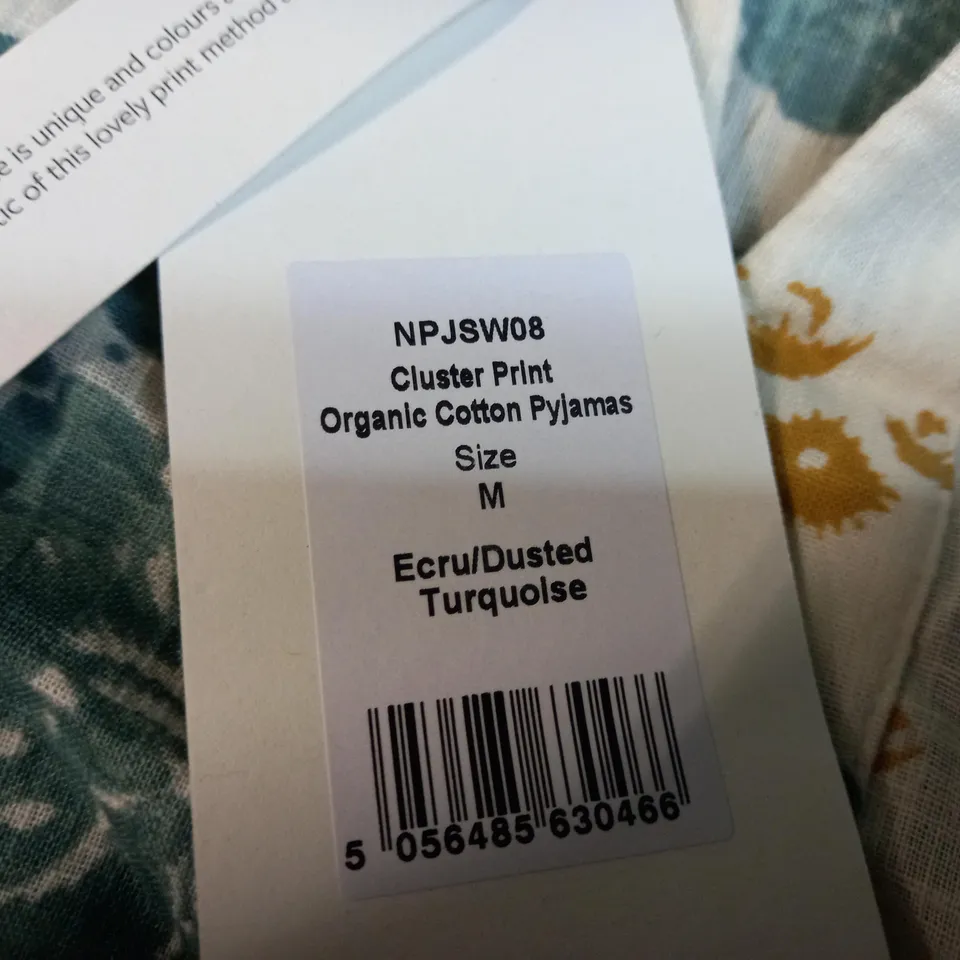 is unique and colours
of this lovely print method
NPJSW08
Cluster Print
Organic Cotton Pyjamas
Size
M
Ecru/Dusted
Turquoise
5 056485 630466